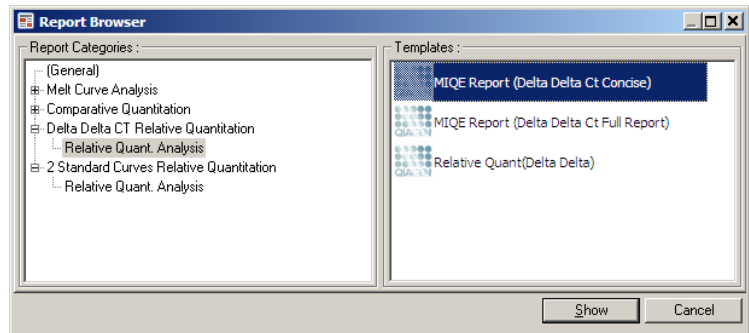 Report Browser
Report Categories :
(General)
Melt Curve Analysis
Comparative Quantitation
Delta Delta CT Relative Quantitation
Relative Quant. Analysis
2 Standard Curves Relative Quantitation
Relative Quant. Analysis
Templates :
MIQE Report (Delta Delta Ct Concise)
MIQE Report (Delta Delta Ct Full Report)
QIAGEN
Relative Quant(Delta Delta)
QIAGEN
Show
Cancel